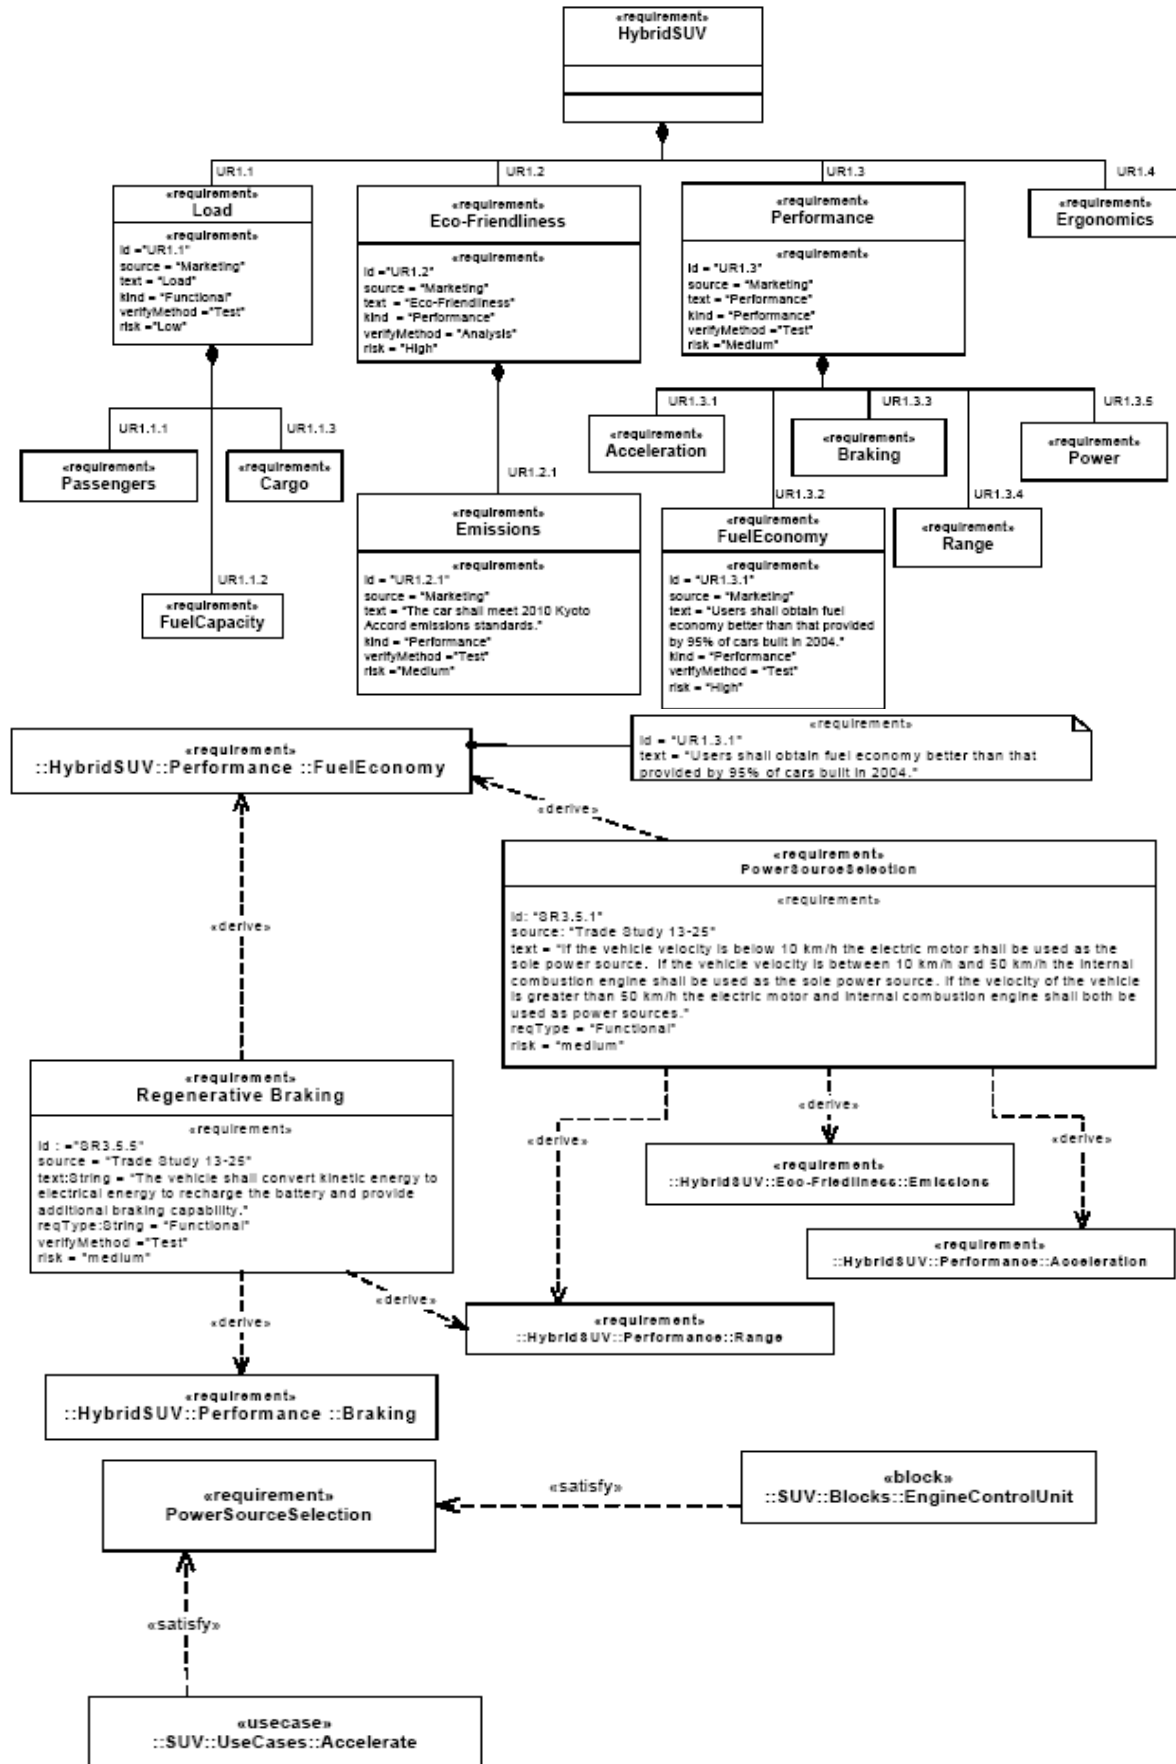 «requirement»
HybridSUV
UR1.1
UR1.2
UR1.3
UR1.4
«requirement»
Load
«requirement»
Id ="UR1.1"
source = "Marketing"
text = "Load"
kind = "Functional"
verifyMethod ="Test"
risk ="Low"
«requirement»
Eco-Friendliness
«requirement»
Id ="UR1.2"
source = "Marketing"
text = "Eco-Friendliness"
kind = "Performance"
verifyMethod ="Analysis"
risk = "High"
«requirement»
Performance
«requirement»
Id = "UR1.3"
source = "Marketing"
text = "Performance"
kind = "Performance"
verifyMethod ="Test"
risk ="Medium"
«requirement»
Ergonomics
UR1.1.1
UR1.1.3
«requirement»
Passengers
«requirement»
Cargo
UR1.1.2
«requirement»
FuelCapacity
UR1.2.1
«requirement»
Emissions
«requirement»
Id = "UR1.2.1"
source = "Marketing"
text = "The car shall meet 2010 Kyoto
Accord emissions standards."
kind = "Performance"
verifyMethod ="Test"
risk ="Medium"
UR1.3.1
UR1.3.3
UR1.3.5
«requirement»
Acceleration
«requirement»
Braking
«requirement»
Power
UR1.3.2
UR1.3.4
«requirement»
FuelEconomy
«requirement»
Id = "UR1.3.1"
source = "Marketing"
text = "Users shall obtain fuel
economy better than that provided
by 95% of cars built in 2004."
kind = "Performance"
verifyMethod = "Test"
risk = "High"
«requirement»
Range
«requirement»
::HybridSUV::Performance ::FuelEconomy
«requirement»
Id = "UR1.3.1"
text = "Users shall obtain fuel economy better than that
provided by 95% of cars built in 2004."
«derive»
«derive»
«requirement»
PowerSourceSelection
«requirement»
Id: "SR3.5.1"
source: "Trade Study 13-25"
text = "If the vehicle velocity is below 10 km/h the electric motor shall be used as the
sole power source. If the vehicle velocity is between 10 km/h and 50 km/h the internal
combustion engine shall be used as the sole power source. If the velocity of the vehicle
is greater than 50 km/h the electric motor and internal combustion engine shall both be
used as power sources."
reqType = "Functional"
risk = "medium"
«requirement»
Regenerative Braking
«requirement»
Id : ="SR3.5.5"
source = "Trade Study 13-25"
text:String = "The vehicle shall convert kinetic energy to
electrical energy to recharge the battery and provide
additional braking capability."
reqType:String = "Functional"
verifyMethod ="Test"
risk = "medium"
«derive»
«derive»
«derive»
«requirement»
::HybridSUV::Eco-Friedliness::Emissions
«requirement»
::HybridSUV::Performance::Acceleration
«derive»
«derive»
«requirement»
::HybridSUV::Performance::Range
«requirement»
::HybridSUV::Performance ::Braking
«requirement»
PowerSourceSelection
«satisfy»
«block»
::SUV::Blocks::EngineControlUnit
«satisfy»
«usecase»
::SUV::UseCases::Accelerate